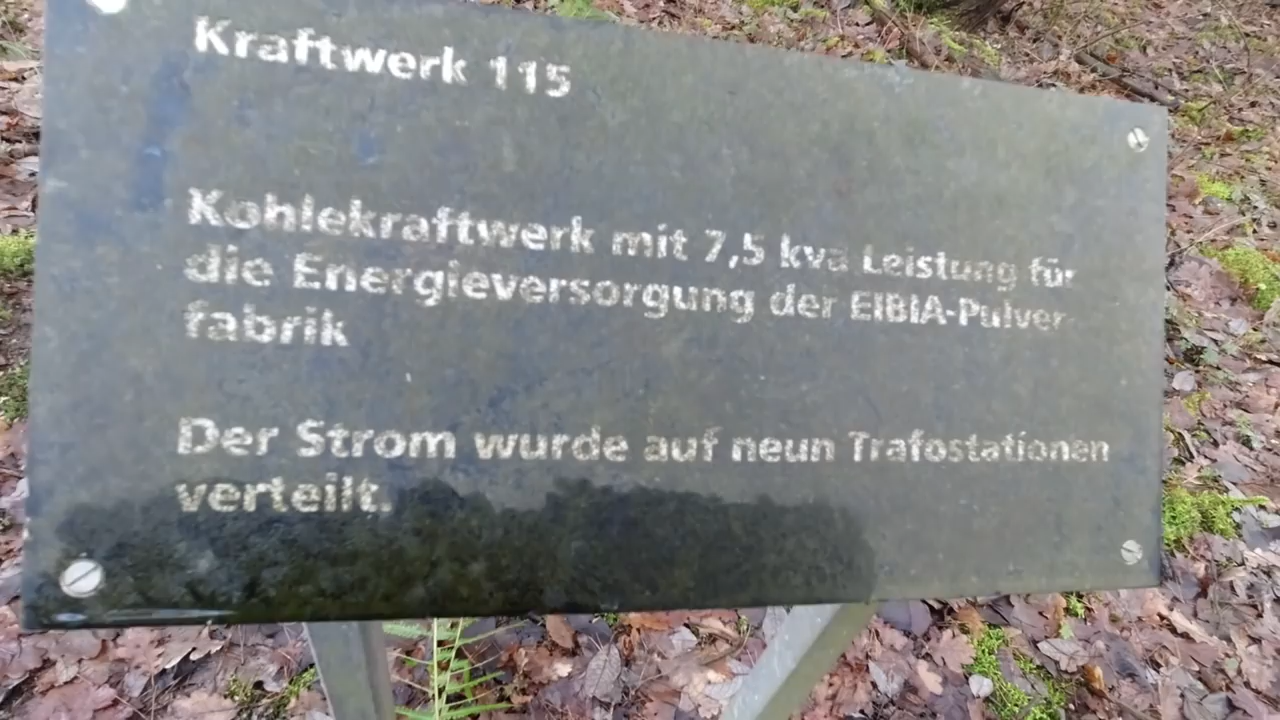 Kraftwerk 115
Kohlekraftwerk mit 7,5 kva Leistung für
die Energieversorgung der EIBIA-Pulver-
fabrik
Der Strom wurde auf neun Trafostationen
verteilt.